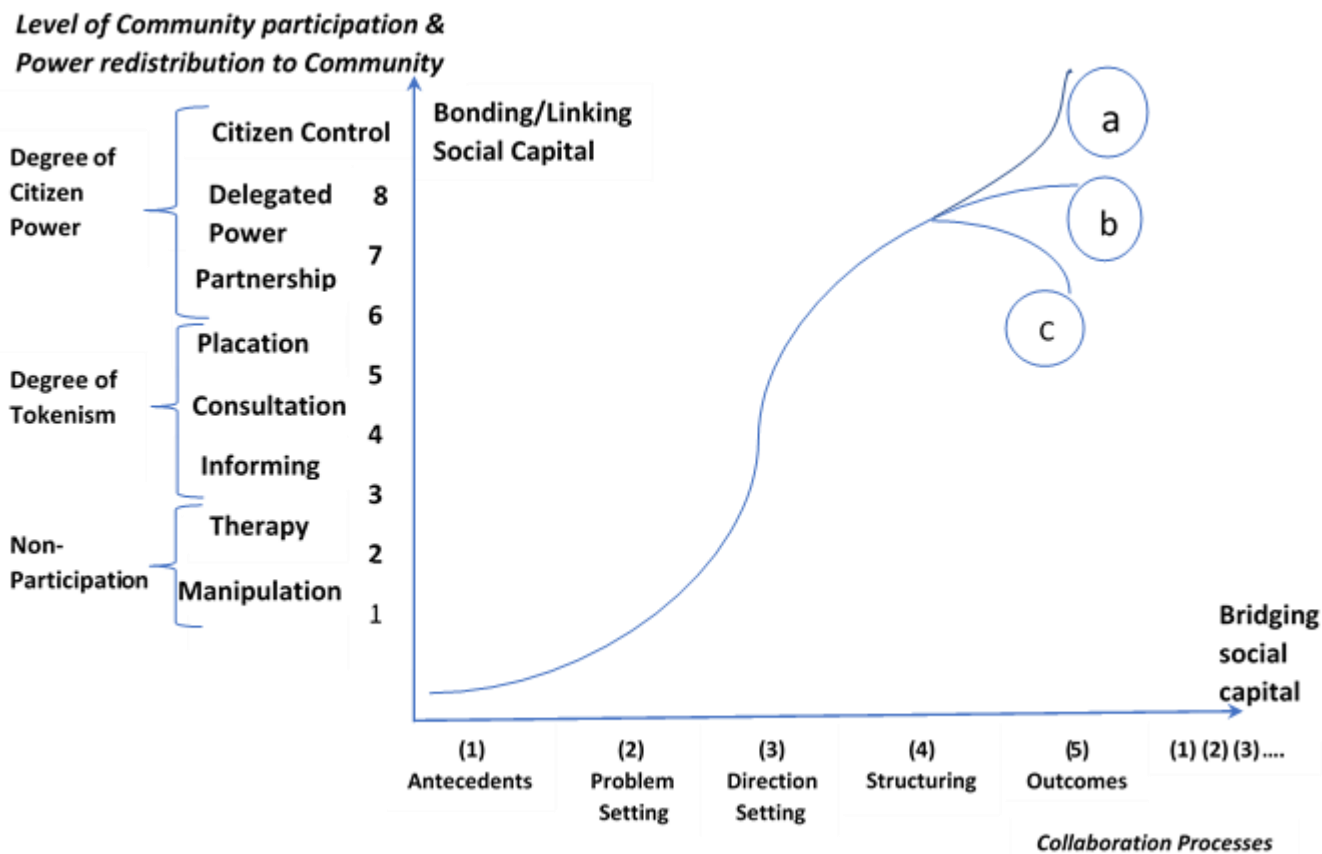 Level of Community participation &
Power redistribution to Community
Bonding/Linking
Social Capital
Degree of
Citizen
Power
Citizen Control
8
Delegated
Power
7
Partnership
6
Degree of
Tokenism
Placation
5
Consultation
4
Informing
3
Non-
Participation
Therapy
2
Manipulation
1
a
b
c
Bridging
social
capital
(1)
Antecedents
(2)
Problem
Setting
(3)
Direction
Setting
(4)
Structuring
(5)
Outcomes
(1) (2) (3) ....
Collaboration Processes